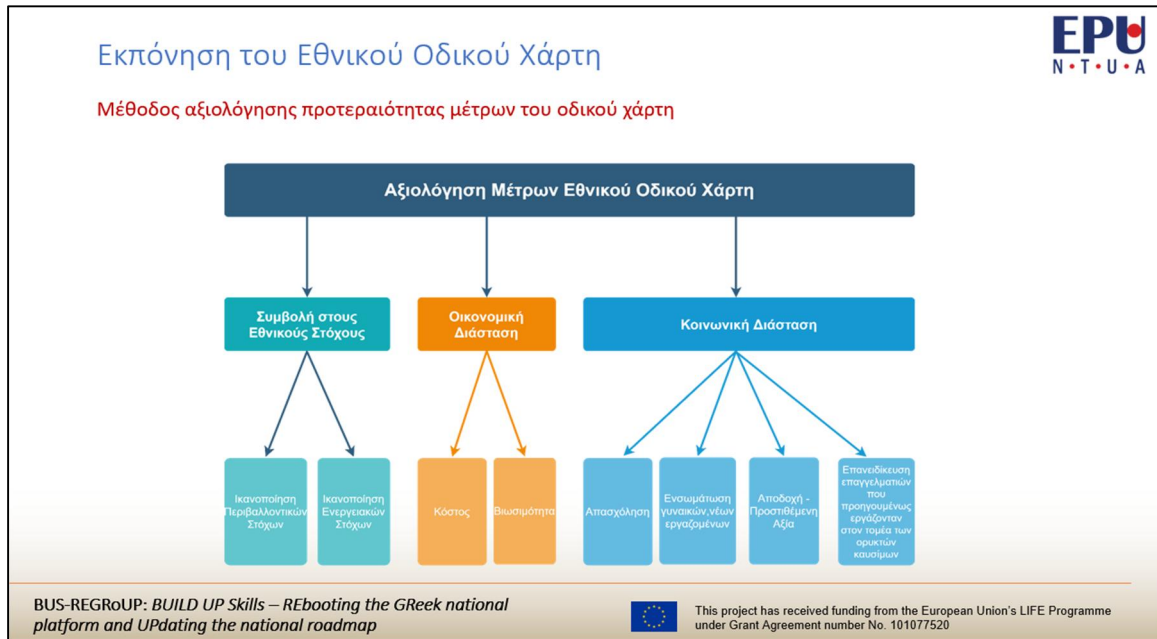 Εκπόνηση του Εθνικού Οδικού Χάρτη
EPU
N·T·U·A
Μέθοδος αξιολόγησης προτεραιότητας μέτρων του οδικού χάρτη
Αξιολόγηση Μέτρων Εθνικού Οδικού Χάρτη
Συμβολή στους
Εθνικούς Στόχους
Οικονομική
Διάσταση
Κοινωνική Διάσταση
Ικανοποίηση
Περιβαλλοντικών
Στόχων
Ικανοποίηση
Ενεργειακών
Στόχων
Κόστος
Βιωσιμότητα
Απασχόληση
Ενσωμάτωση
γυναικών,νέων
εργαζομένων
Αποδοχή -
Προστιθέμενη
Αξία
Επανειδίκευση
επαγγελματιών
που
προηγουμένως
εργάζονταν
στον τομέα των
ορυκτών
καυσίμων
BUS-REGRoUP: BUILD UP Skills – REbooting the GReek national
platform and UPdating the national roadmap
This project has received funding from the European Union's LIFE Programme
under Grant Agreement number No. 101077520